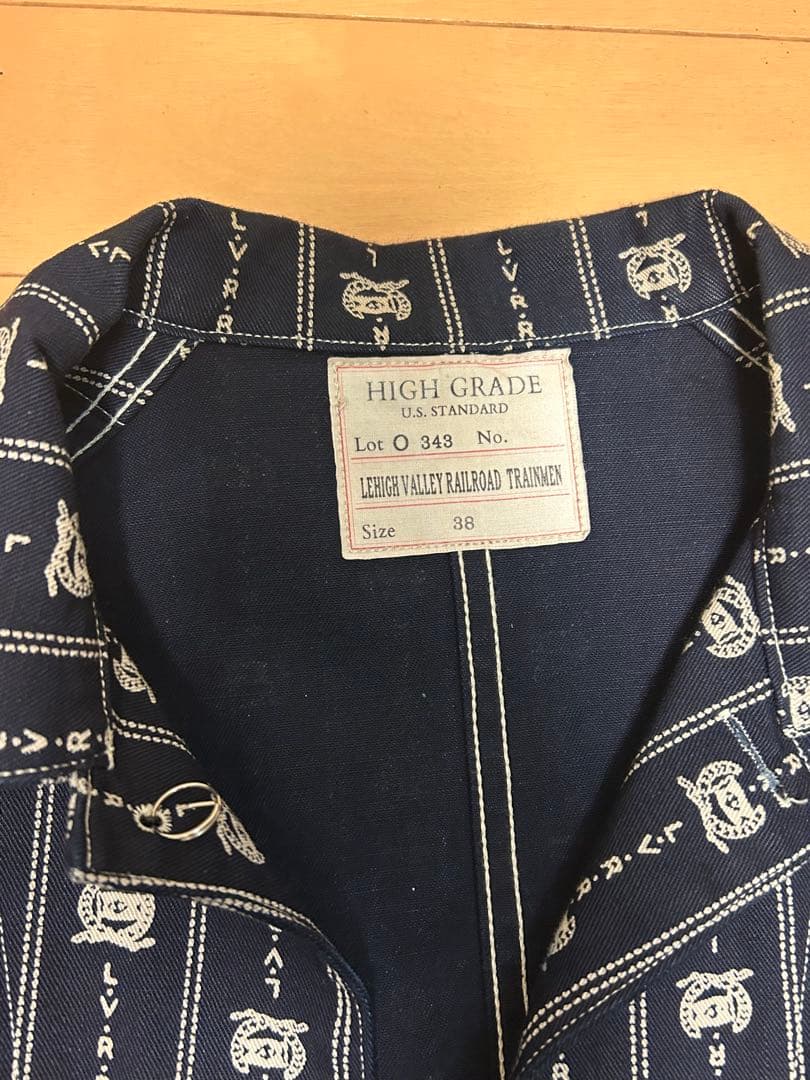 L.V.R.R
L.V.R.R
HIGH GRADE
U.S. STANDARD
Lot O 343 No.
LEHIGH VALLEY RAILROAD TRAINMEN
Size 38
L.V.R.R
L.V.R